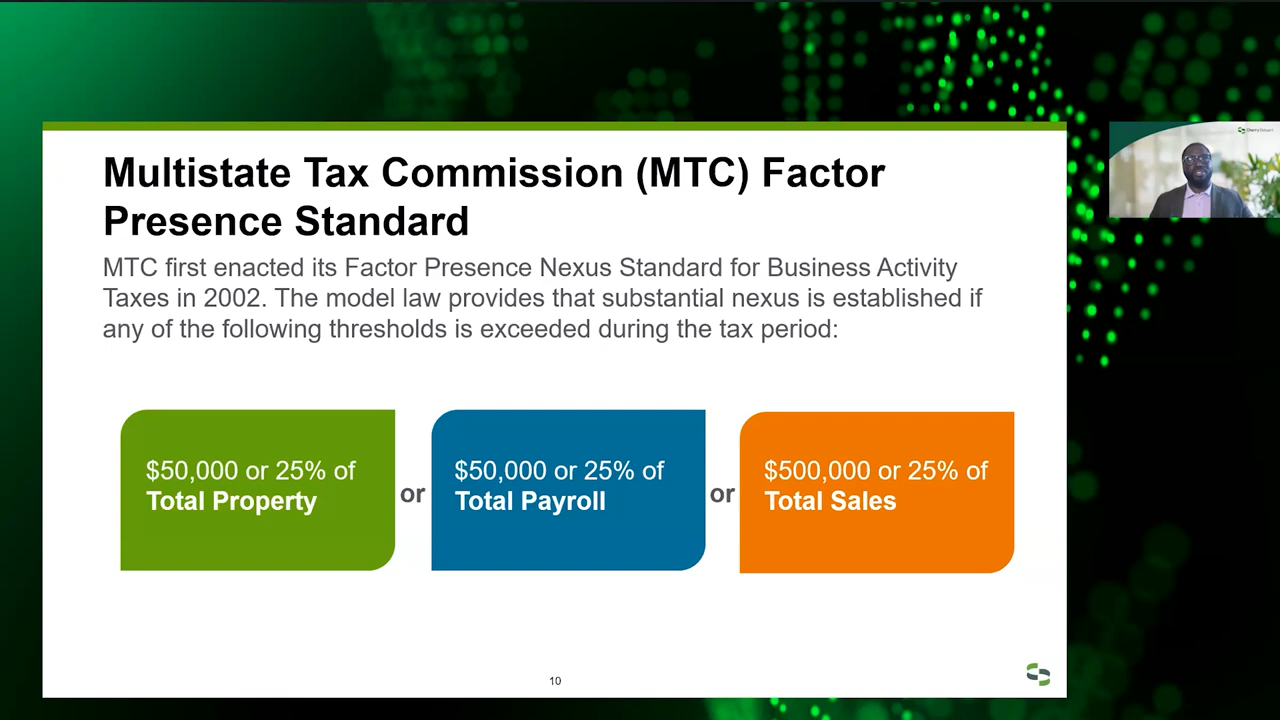 Multistate Tax Commission (MTC) Factor
Presence Standard
MTC first enacted its Factor Presence Nexus Standard for Business Activity
Taxes in 2002. The model law provides that substantial nexus is established if
any of the following thresholds is exceeded during the tax period:
$50,000 or 25% of
Total Property
or
$50,000 or 25% of
Total Payroll
or
$500,000 or 25% of
Total Sales
10